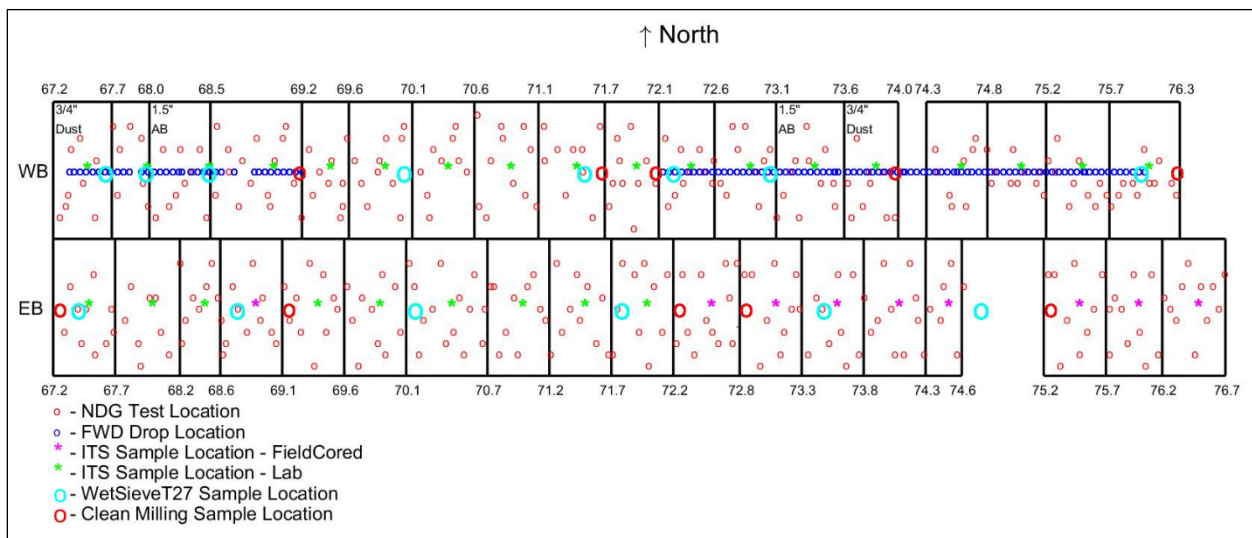 ↑ North
67.2 67.7 68.0 68.5 69.2 69.6 70.1 70.6 71.1 71.7 72.1 72.6 73.1 73.6 74.0 74.3 74.8 75.2 75.7 76.3
3/4" 1.5" 1.5" 3/4"
Dust AB AB Dust
WB
EB
67.2 67.7 68.2 68.6 69.1 69.6 70.1 70.7 71.2 71.7 72.2 72.8 73.3 73.8 74.3 74.6 75.2 75.7 76.2 76.7
o - NDG Test Location
o - FWD Drop Location
* - ITS Sample Location - FieldCored
* - ITS Sample Location - Lab
O - WetSieveT27 Sample Location
O - Clean Milling Sample Location